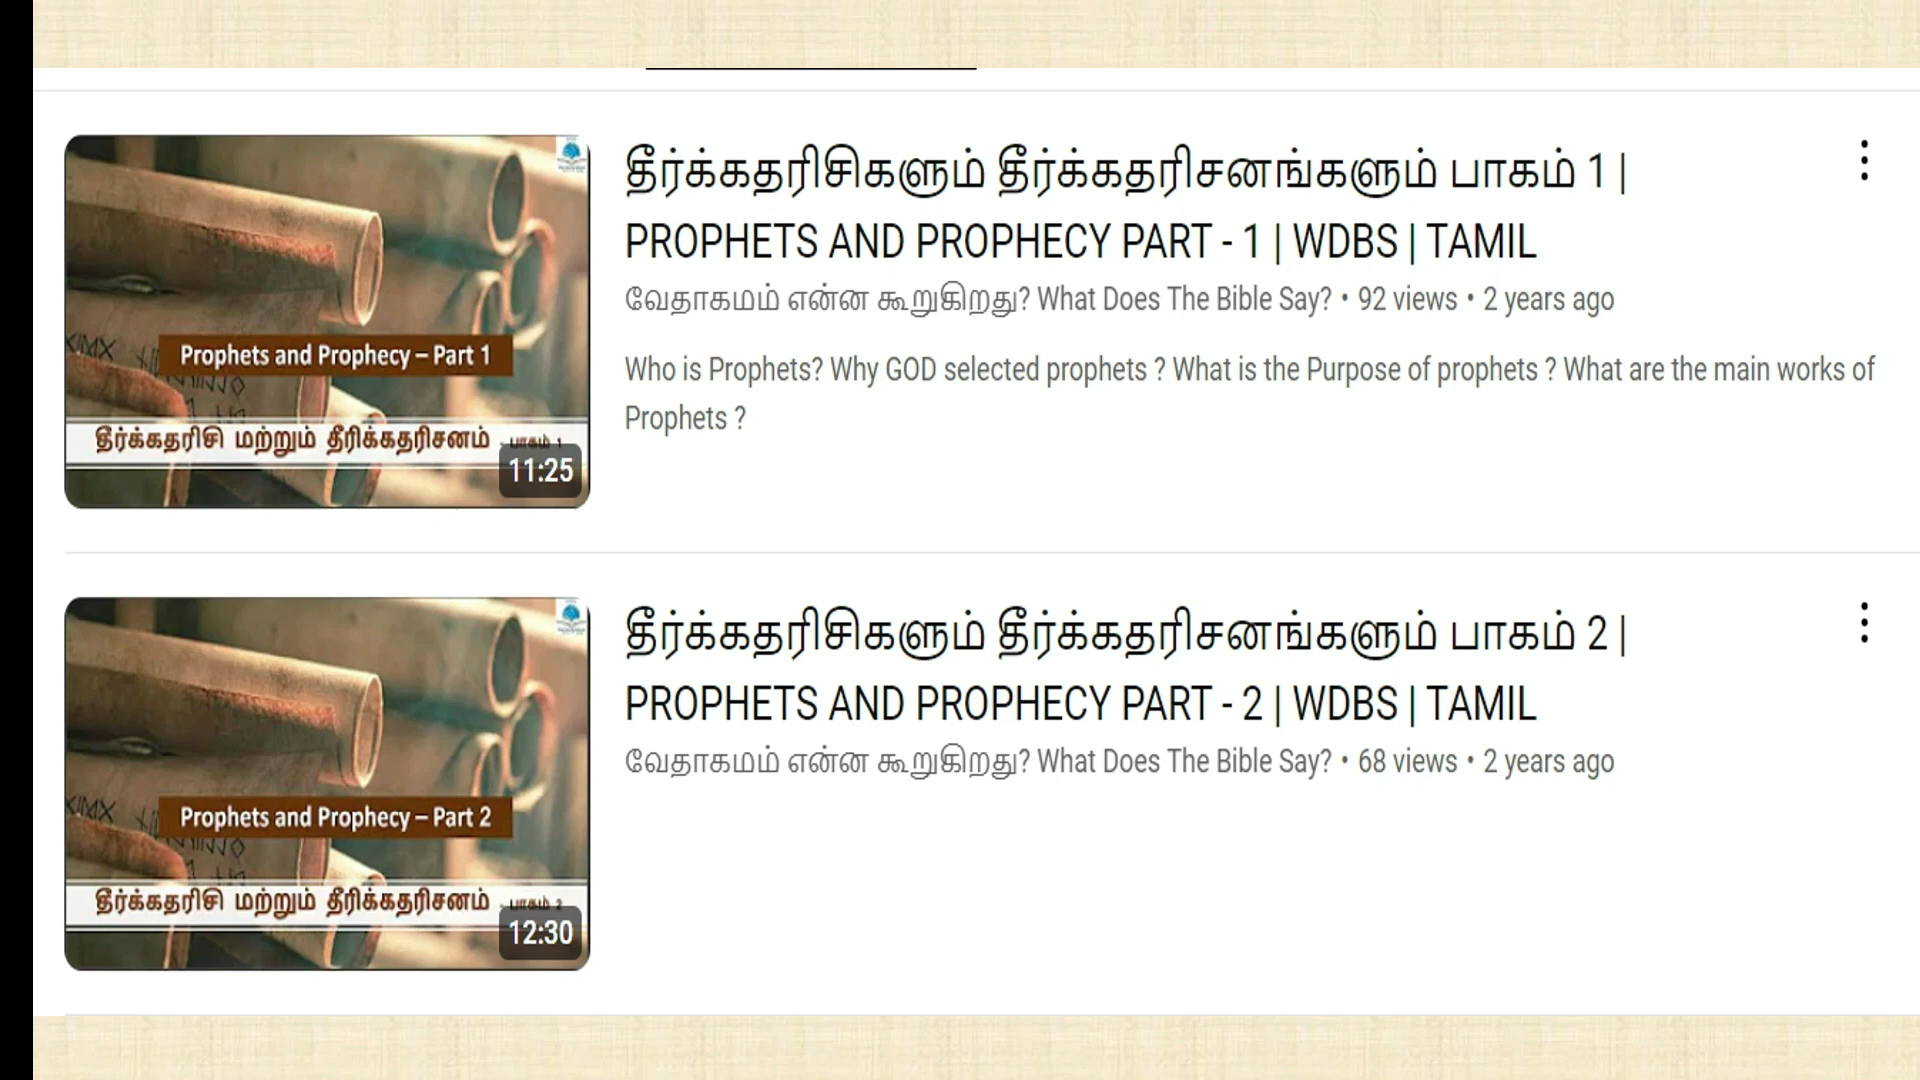 தீர்க்கதரிசிகளும் தீர்க்கதரிசனங்களும் பாகம் 1 |
PROPHETS AND PROPHECY PART - 1 | WDBS | TAMIL
வேதாகமம் என்ன கூறுகிறது? What Does The Bible Say? • 92 views • 2 years ago
Who is Prophets? Why GOD selected prophets ? What is the Purpose of prophets ? What are the main works of
Prophets ?
Prophets and Prophecy – Part 1
தீர்க்கதரிசி மற்றும் தீரிக்கதரிசனம் - பாகம் 1
11:25
தீர்க்கதரிசிகளும் தீர்க்கதரிசனங்களும் பாகம் 2 |
PROPHETS AND PROPHECY PART - 2 | WDBS | TAMIL
வேதாகமம் என்ன கூறுகிறது? What Does The Bible Say? • 68 views • 2 years ago
Prophets and Prophecy – Part 2
தீர்க்கதரிசி மற்றும் தீரிக்கதரிசனம் - பாகம் 2
12:30